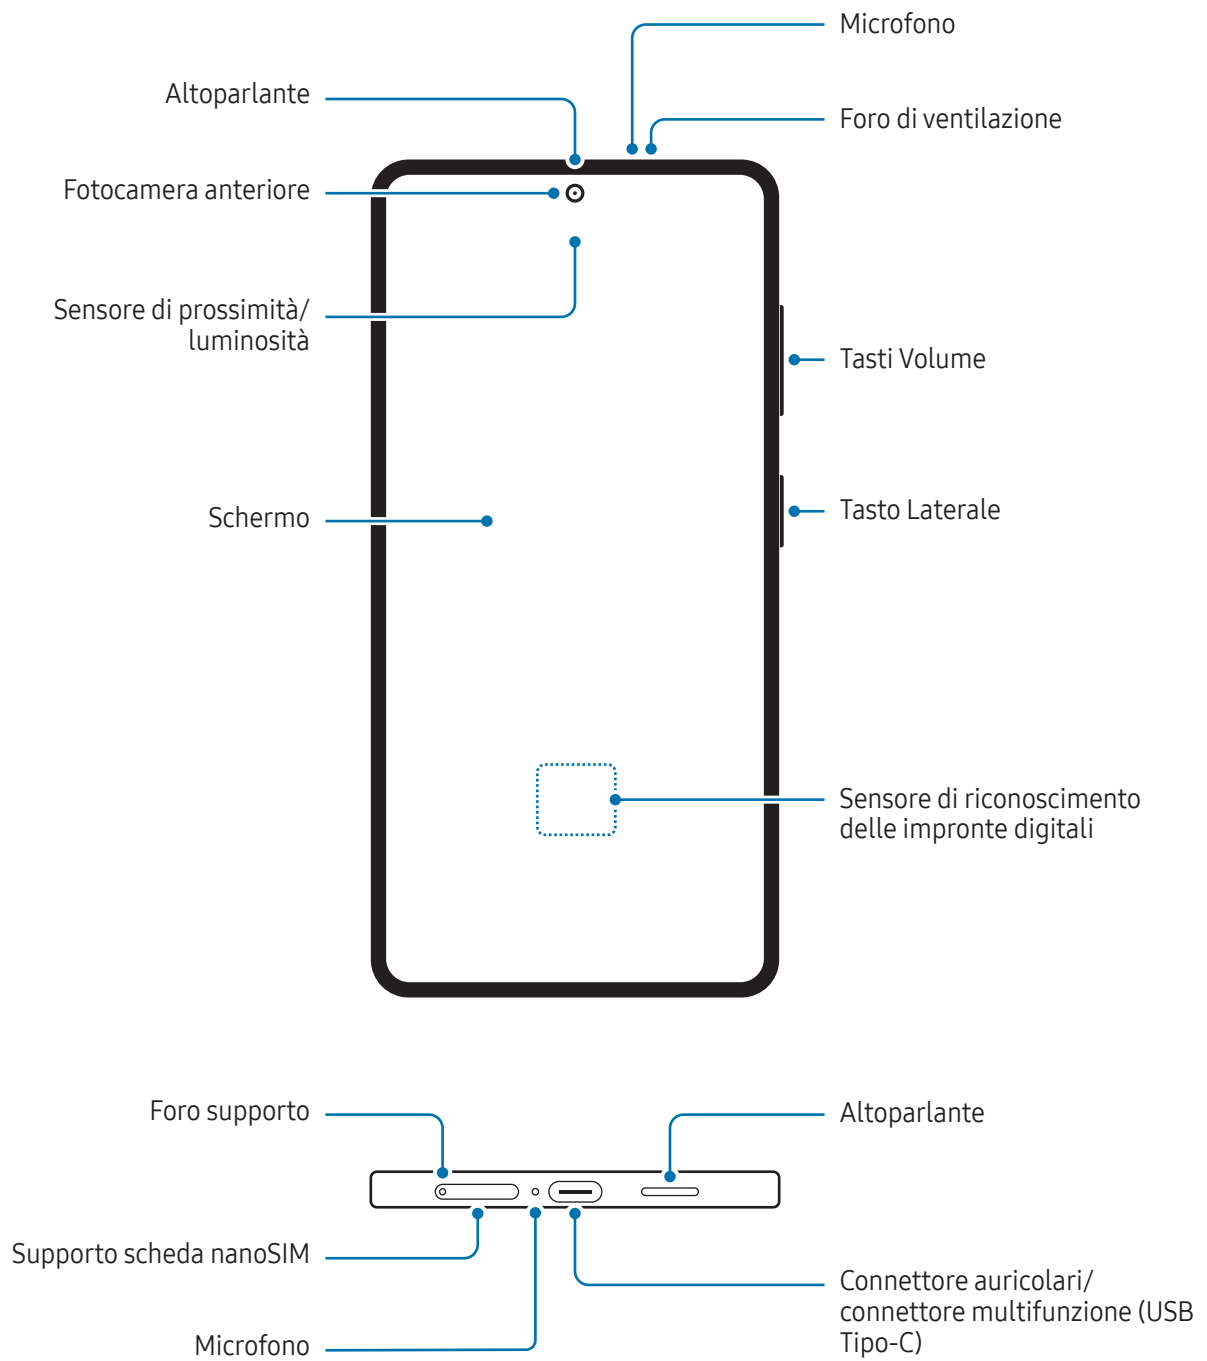 Microfono
Altoparlante
Foro di ventilazione
Fotocamera anteriore
Sensore di prossimità/
luminosità
Tasti Volume
Schermo
Tasto Laterale
Sensore di riconoscimento
delle impronte digitali
Foro supporto
Altoparlante
Supporto scheda nanoSIM
Connettore auricolari/
connettore multifunzione (USB
Tipo-C)
Microfono